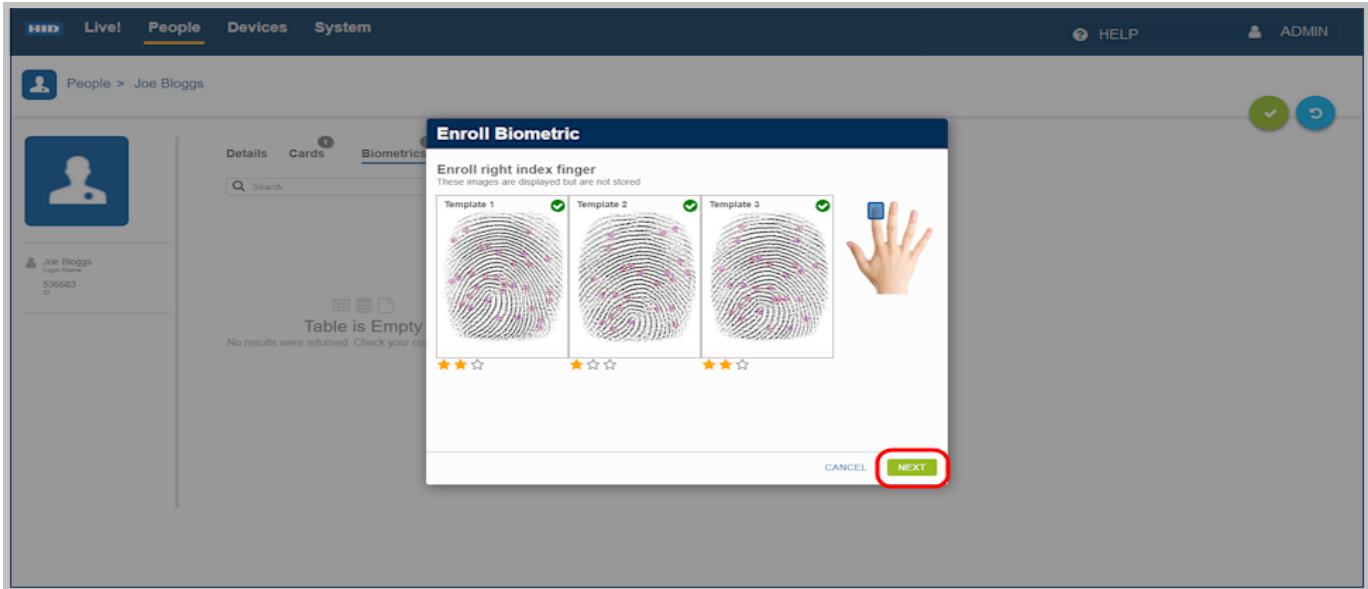 HID Live! People Devices System HELP ADMIN
People > Joe Bloggs
Enroll Biometric
Details Cards 1 Biometrics
Search
Enroll right index finger
These images are displayed but are not stored
Template 1 Template 2 Template 3
Joe Bloggs
Login Name
536683
ID
Table is Empty
No results were returned. Check your
CANCEL NEXT